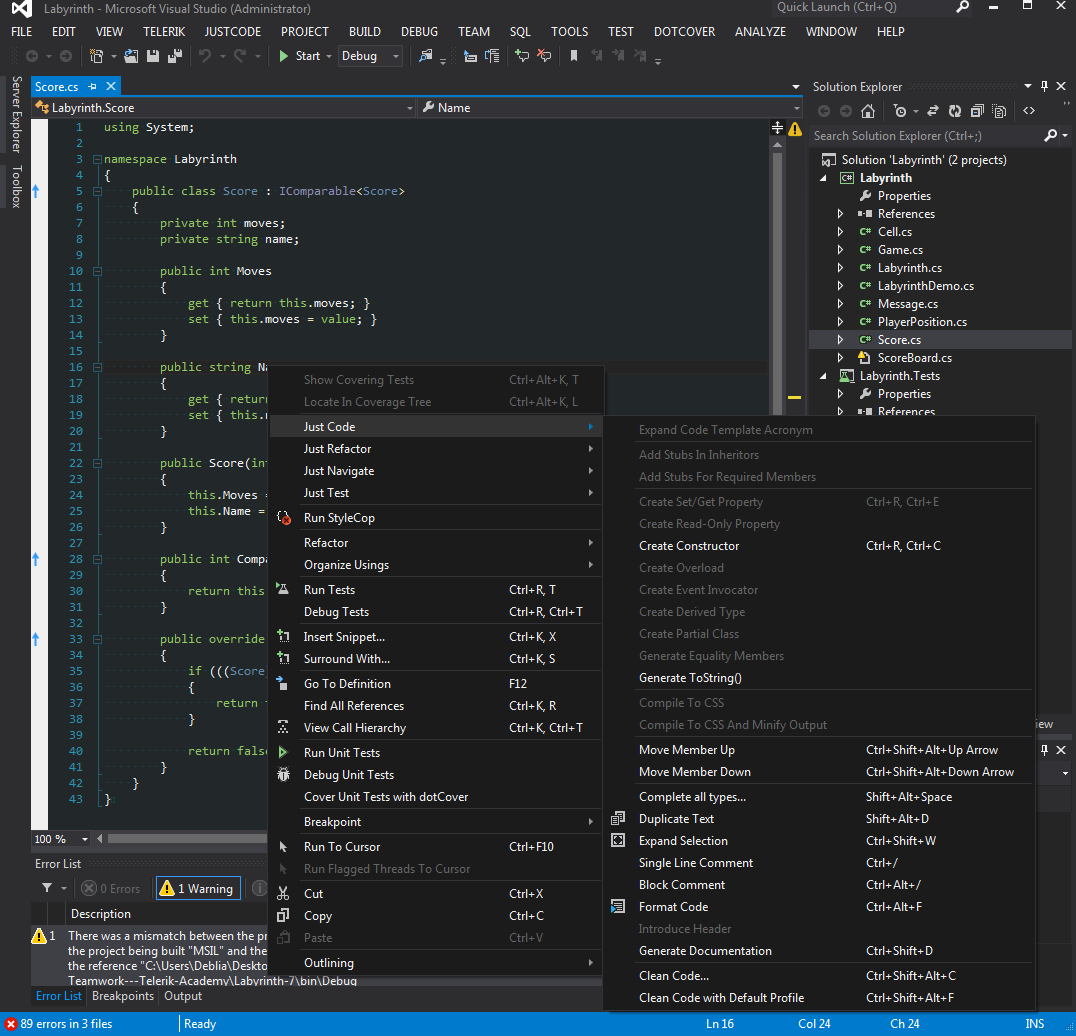 Labyrinth - Microsoft Visual Studio (Administrator)
Quick Launch (Ctrl+Q)
FILE EDIT VIEW TELERIK JUSTCODE PROJECT BUILD DEBUG TEAM SQL TOOLS TEST DOTCOVER ANALYZE WINDOW HELP
Start Debug
Server Explorer
Toolbox
Score.cs
Labyrinth.Score
Name
1 using System;
2
3 namespace Labyrinth
4 {
5 public class Score : IComparable<Score>
6 {
7 private int moves;
8 private string name;
9
10 public int Moves
11 {
12 get { return this.moves; }
13 set { this.moves = value; }
14 }
15
16 public string Na
17 {
18 get { retur
19 set { this.
20 }
21
22 public Score(in
23 {
24 this.Moves =
25 this.Name =
26 }
27
28 public int Compa
29 {
30 return this
31 }
32
33 public override
34 {
35 if (((Score
36 {
37 return
38 }
39
40 return fals
41 }
42 }
43 }
100 %
Show Covering Tests Ctrl+Alt+K, T
Locate In Coverage Tree Ctrl+Alt+K, L
Just Code
Just Refactor
Just Navigate
Just Test
Run StyleCop
Refactor
Organize Usings
Run Tests Ctrl+R, T
Debug Tests Ctrl+R, Ctrl+T
Insert Snippet... Ctrl+K, X
Surround With... Ctrl+K, S
Go To Definition F12
Find All References Ctrl+K, R
View Call Hierarchy Ctrl+K, Ctrl+T
Run Unit Tests
Debug Unit Tests
Cover Unit Tests with dotCover
Breakpoint
Run To Cursor Ctrl+F10
Run Flagged Threads To Cursor
Cut Ctrl+X
Copy Ctrl+C
Paste Ctrl+V
Outlining
Expand Code Template Acronym
Add Stubs In Inheritors
Add Stubs For Required Members
Create Set/Get Property Ctrl+R, Ctrl+E
Create Read-Only Property
Create Constructor Ctrl+R, Ctrl+C
Create Overload
Create Event Invocator
Create Derived Type
Create Partial Class
Generate Equality Members
Generate ToString()
Compile To CSS
Compile To CSS And Minify Output
Move Member Up Ctrl+Shift+Alt+Up Arrow
Move Member Down Ctrl+Shift+Alt+Down Arrow
Complete all types... Shift+Alt+Space
Duplicate Text Shift+Alt+D
Expand Selection Ctrl+Shift+W
Single Line Comment Ctrl+/
Block Comment Ctrl+Alt+/
Format Code Ctrl+Alt+F
Introduce Header
Generate Documentation Ctrl+Shift+D
Clean Code... Ctrl+Shift+Alt+C
Clean Code with Default Profile Ctrl+Shift+Alt+F
Solution Explorer
Search Solution Explorer (Ctrl+;)
Solution 'Labyrinth' (2 projects)
C# Labyrinth
Properties
References
C# Cell.cs
C# Game.cs
C# Labyrinth.cs
C# LabyrinthDemo.cs
C# Message.cs
C# PlayerPosition.cs
C# Score.cs
ScoreBoard.cs
Labyrinth.Tests
Properties
References
iew
Error List
0 Errors 1 Warning
Description
1 There was a mismatch between the pr
the project being built "MSIL" and the
the reference "C:\Users\Deblia\Deskto
Teamwork---Telerik-Academy\Labyrinth-7\bin\Debug
Error List Breakpoints Output
89 errors in 3 files Ready Ln 16 Col 24 Ch 24 INS